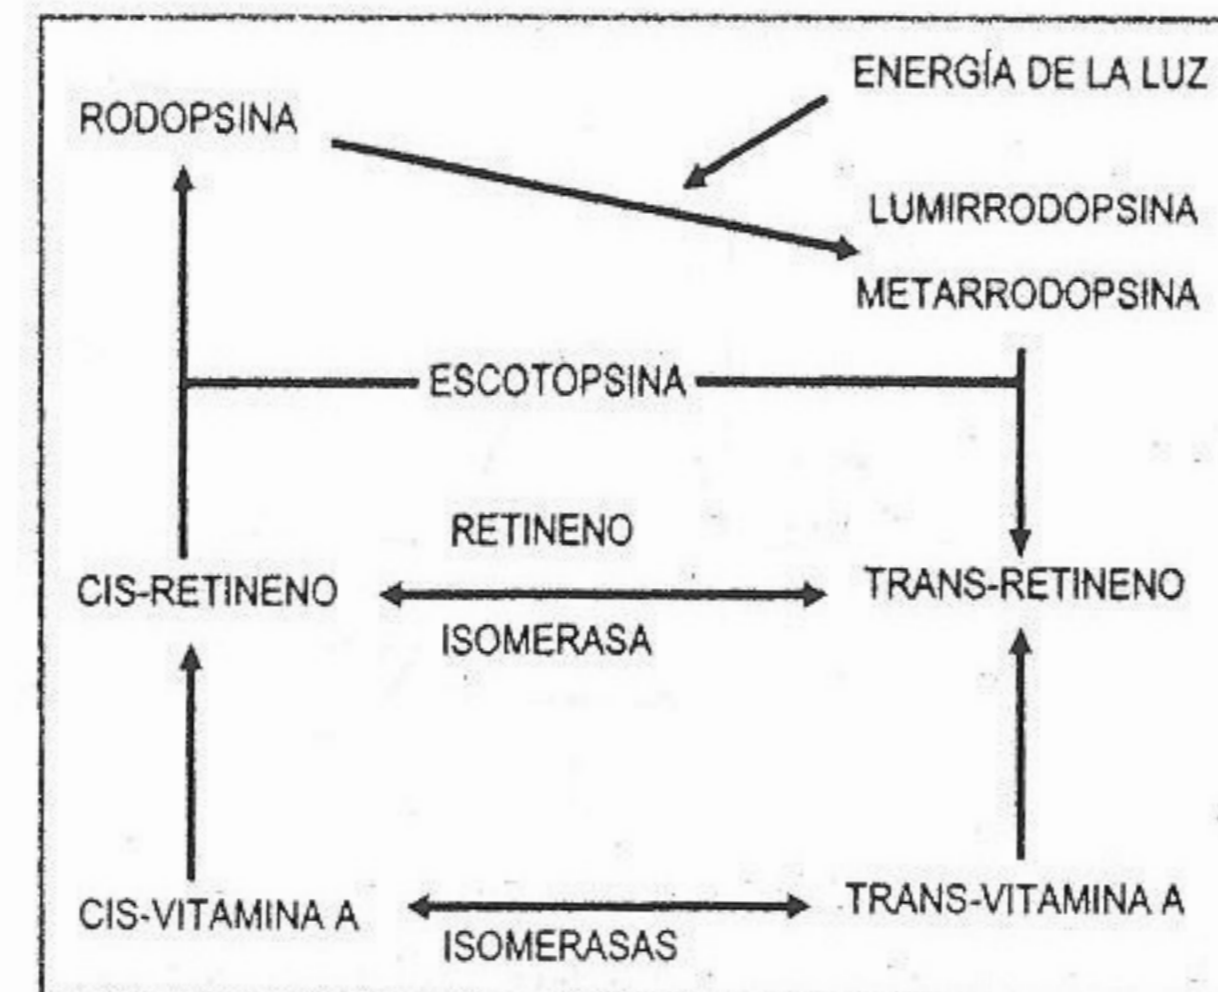 ENERGÍA DE LA LUZ
RODOPSINA
LUMIRRODOPSINA
METARRODOPSINA
ESCOTOPSINA
RETINENO
CIS-RETINENO
TRANS-RETINENO
ISOMERASA
CIS-VITAMINA A
TRANS-VITAMINA A
ISOMERASAS